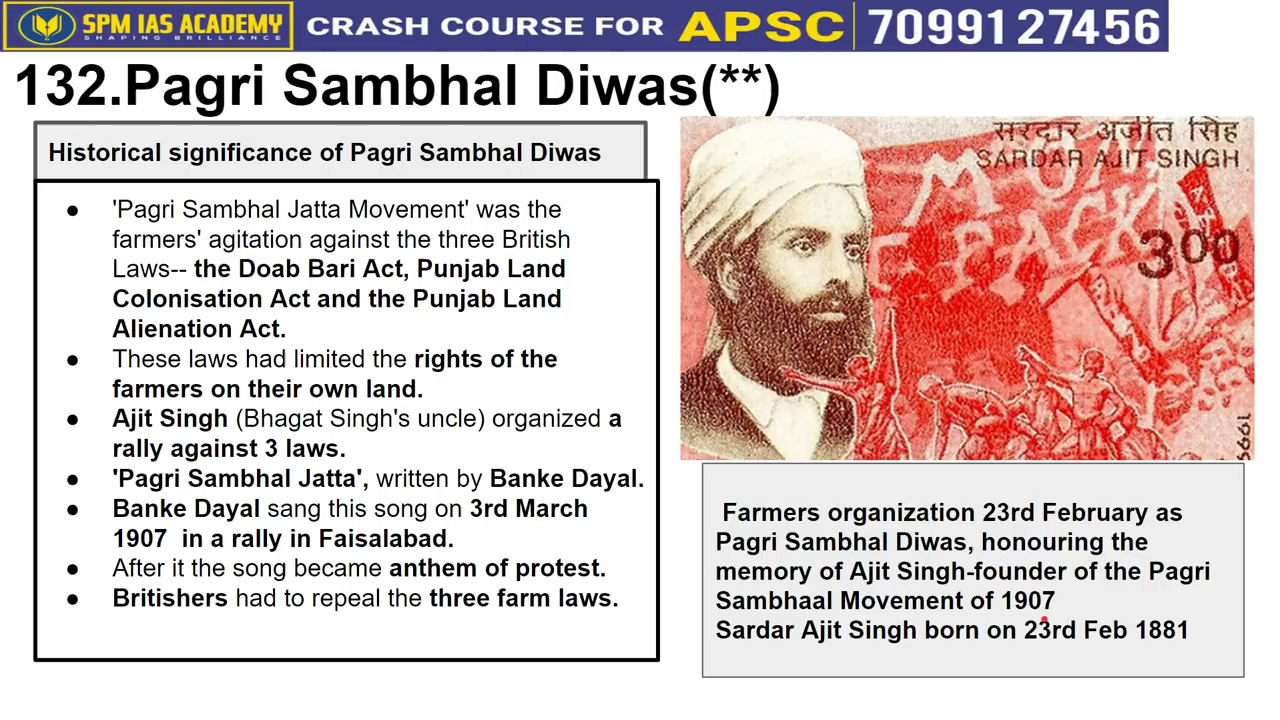 SPM IAS ACADEMY
SHAPING BRILLIANCE
CRASH COURSE FOR APSC 7099127456
132.Pagri Sambhal Diwas(**)
Historical significance of Pagri Sambhal Diwas
● 'Pagri Sambhal Jatta Movement' was the
farmers' agitation against the three British
Laws-- the Doab Bari Act, Punjab Land
Colonisation Act and the Punjab Land
Alienation Act.
● These laws had limited the rights of the
farmers on their own land.
● Ajit Singh (Bhagat Singh's uncle) organized a
rally against 3 laws.
● 'Pagri Sambhal Jatta', written by Banke Dayal.
● Banke Dayal sang this song on 3rd March
1907 in a rally in Faisalabad.
● After it the song became anthem of protest.
● Britishers had to repeal the three farm laws.
सरदार अजीत सिंह
SARDAR AJIT SINGH
300
Farmers organization 23rd February as
Pagri Sambhal Diwas, honouring the
memory of Ajit Singh-founder of the Pagri
Sambhaal Movement of 1907
Sardar Ajit Singh born on 23rd Feb 1881